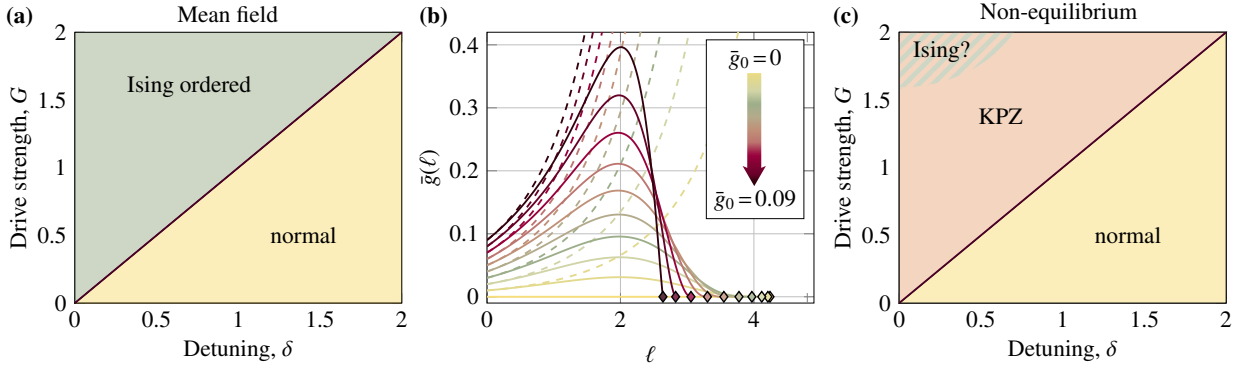 (a)
Mean field
2
1.5
1
0.5
0
Drive strength, G
Ising ordered
normal
0
0.5
1
1.5
2
Detuning, δ
(b)
0.4
0.3
0.2
0.1
0
ḡ(ℓ)
ḡ₀ = 0
ḡ₀ = 0.09
0
2
4
ℓ
(c)
Non-equilibrium
2
1.5
1
0.5
0
Drive strength, G
Ising?
KPZ
normal
0
0.5
1
1.5
2
Detuning, δ